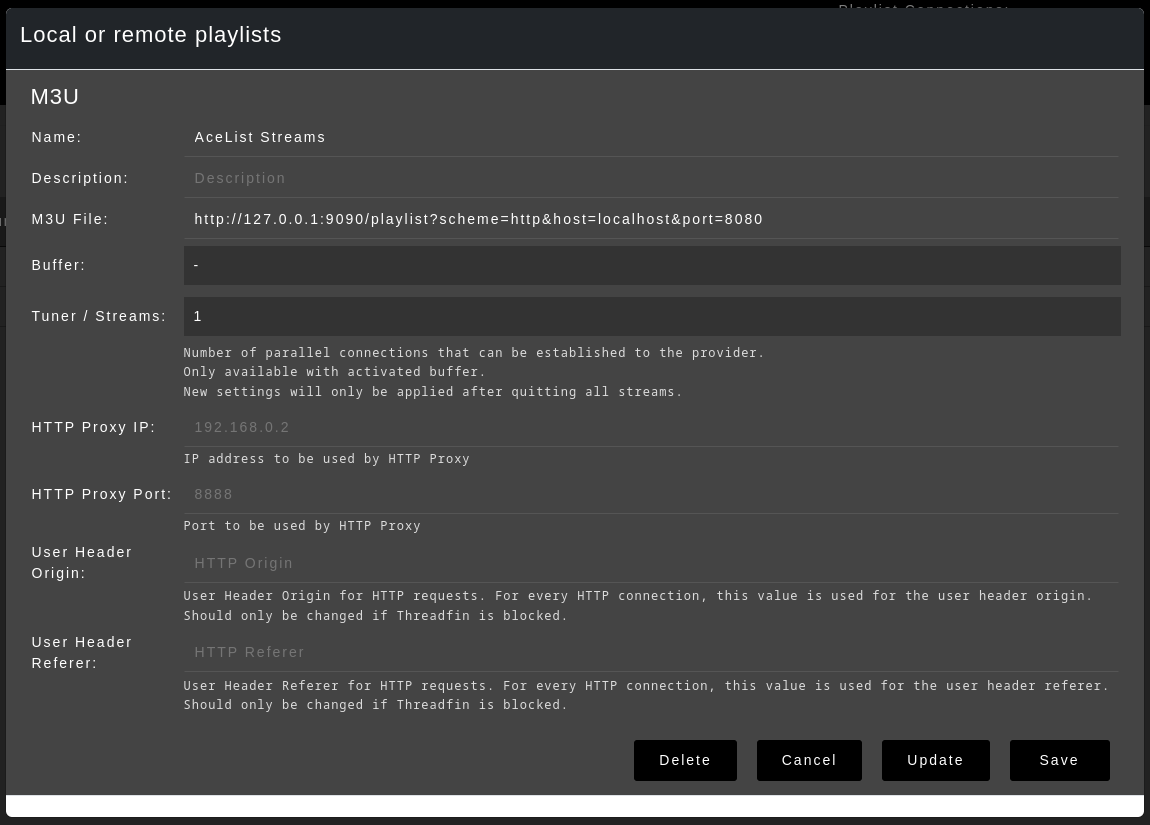 Local or remote playlists
M3U
Name: AceList Streams
Description: Description
M3U File: http://127.0.0.1:9090/playlist?scheme=http&host=localhost&port=8080
Buffer: -
Tuner / Streams: 1
Number of parallel connections that can be established to the provider.
Only available with activated buffer.
New settings will only be applied after quitting all streams.
HTTP Proxy IP: 192.168.0.2
IP address to be used by HTTP Proxy
HTTP Proxy Port: 8888
Port to be used by HTTP Proxy
User Header
Origin:
HTTP Origin
User Header Origin for HTTP requests. For every HTTP connection, this value is used for the user header origin.
Should only be changed if Threadfin is blocked.
User Header
Referer:
HTTP Referer
User Header Referer for HTTP requests. For every HTTP connection, this value is used for the user header referer.
Should only be changed if Threadfin is blocked.
Delete Cancel Update Save